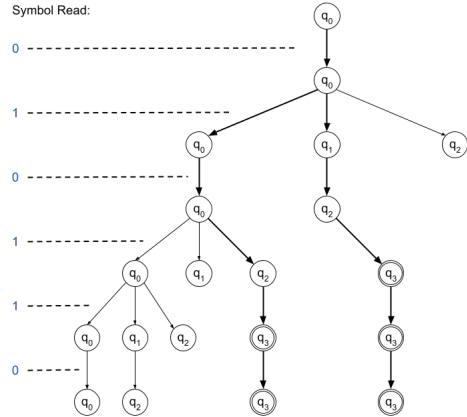 Symbol Read:
q₀
0
q₀
1
q₀ q₁ q₂
0
q₀ q₂
1
q₀ q₁ q₂ q₃
1
q₀ q₁ q₂ q₃ q₃
0
q₀ q₂ q₃ q₃